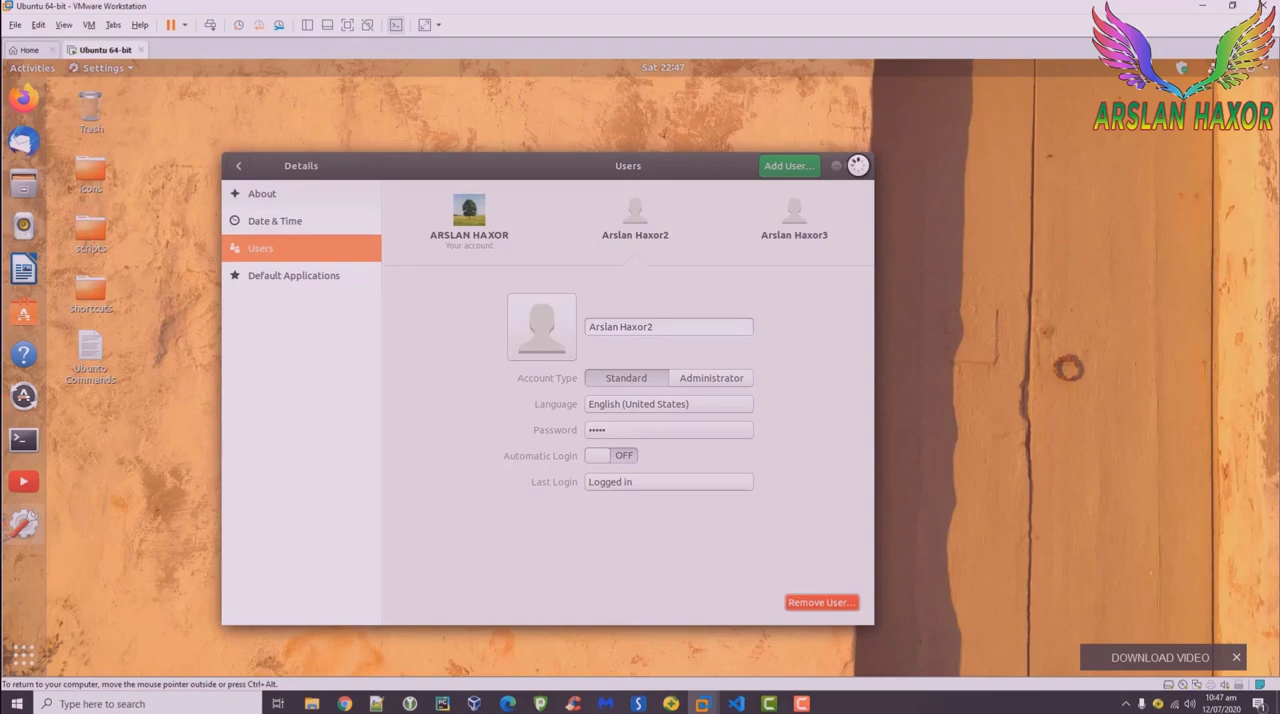 Ubuntu 64-bit - VMware Workstation
File Edit View VM Tabs Help
Home Ubuntu 64-bit
Activities Settings Sat 22:47
ARSLAN HAXOR
Trash
icons
scripts
shortcuts
Ubunto Commands
Details Users Add User...
About
Date & Time
Users
Default Applications
ARSLAN HAXOR Arslan Haxor2 Arslan Haxor3
Your account
Arslan Haxor2
Account Type Standard Administrator
Language English (United States)
Password •••••
Automatic Login OFF
Last Login Logged in
Remove User...
DOWNLOAD VIDEO
To return to your computer, move the mouse pointer outside or press Ctrl+Alt.
Type here to search
10:47 am
12/07/2020